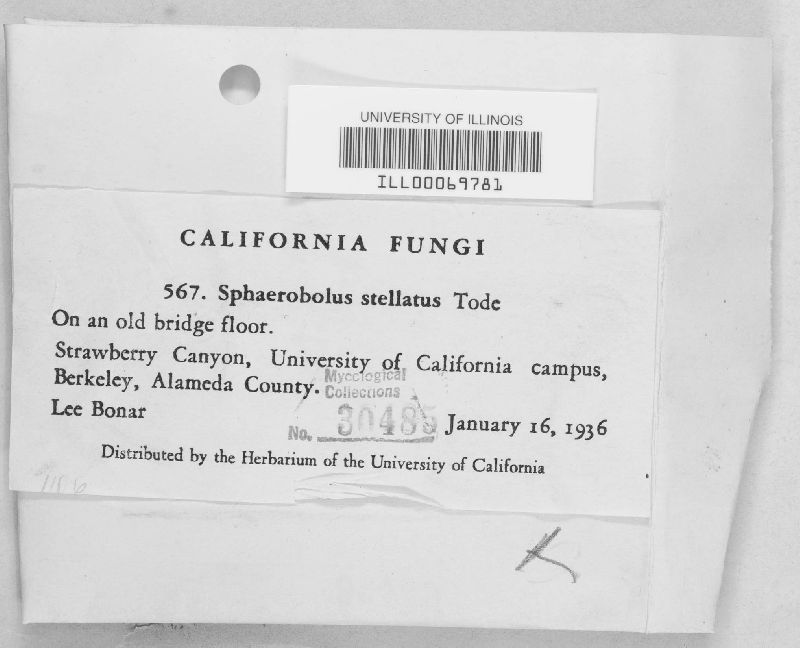 UNIVERSITY OF ILLINOIS
ILL00069781
CALIFORNIA FUNGI
567. Sphaerobolus stellatus Tode
On an old bridge floor.
Strawberry Canyon, University of California campus,
Berkeley, Alameda County.
Mycological
Collections
Lee Bonar
No. 30485
January 16, 1936
Distributed by the Herbarium of the University of California
K